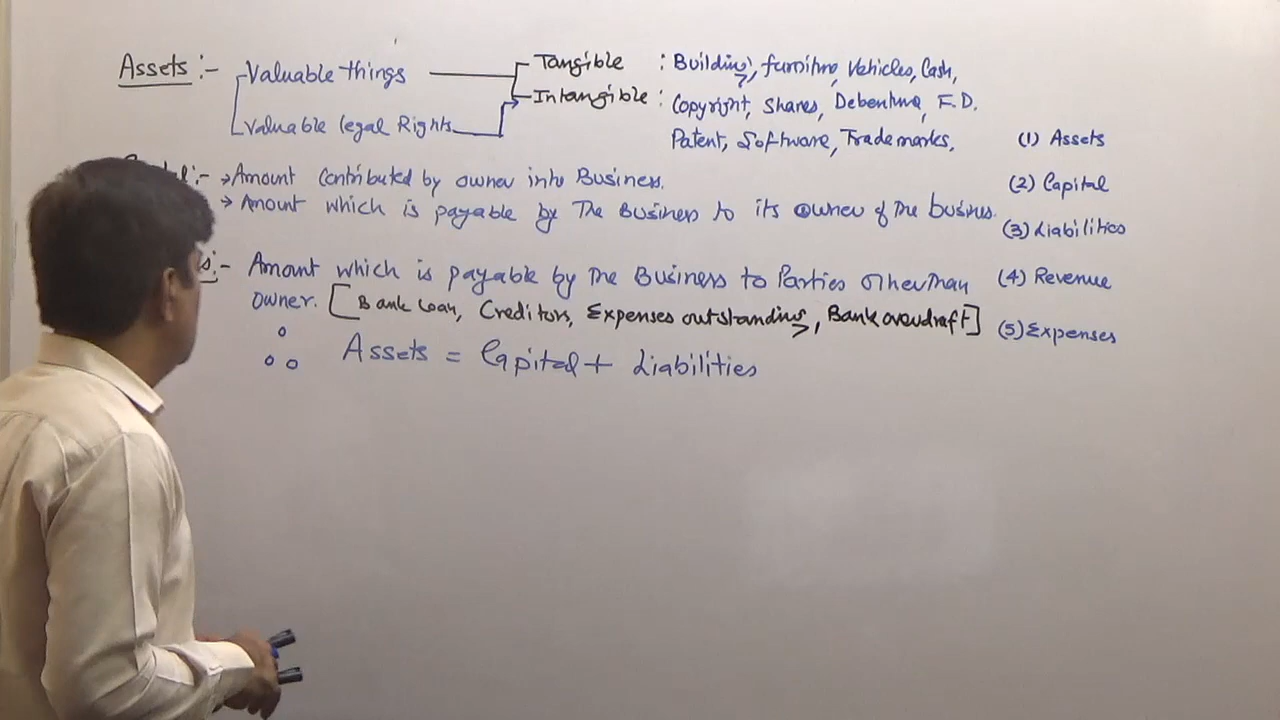 Assets :- Valuable things Tangible : Building, furniture, Vehicles, Cash,
Intangible : Copyright, Shares, Debenture, F.D.
Valuable legal Rights
Patent, Software, Trademarks,
(1) Assets
:- → Amount Contributed by owner into Business.
(2) Capital
→ Amount which is payable by The Business to its owner of The busines.
(3) Liabilities
s :- Amount which is payable by The Business to Parties Other than
(4) Revenue
Owner. [Bank Loan, Creditors, Expenses outstanding, Bank overdraft]
(5) Expenses
∴ Assets = Capital + Liabilities